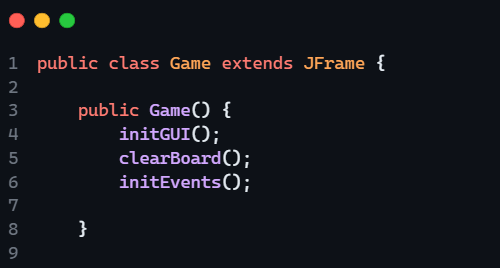 1 public class Game extends JFrame {
2
3     public Game() {
4         initGUI();
5         clearBoard();
6         initEvents();
7
8     }
9